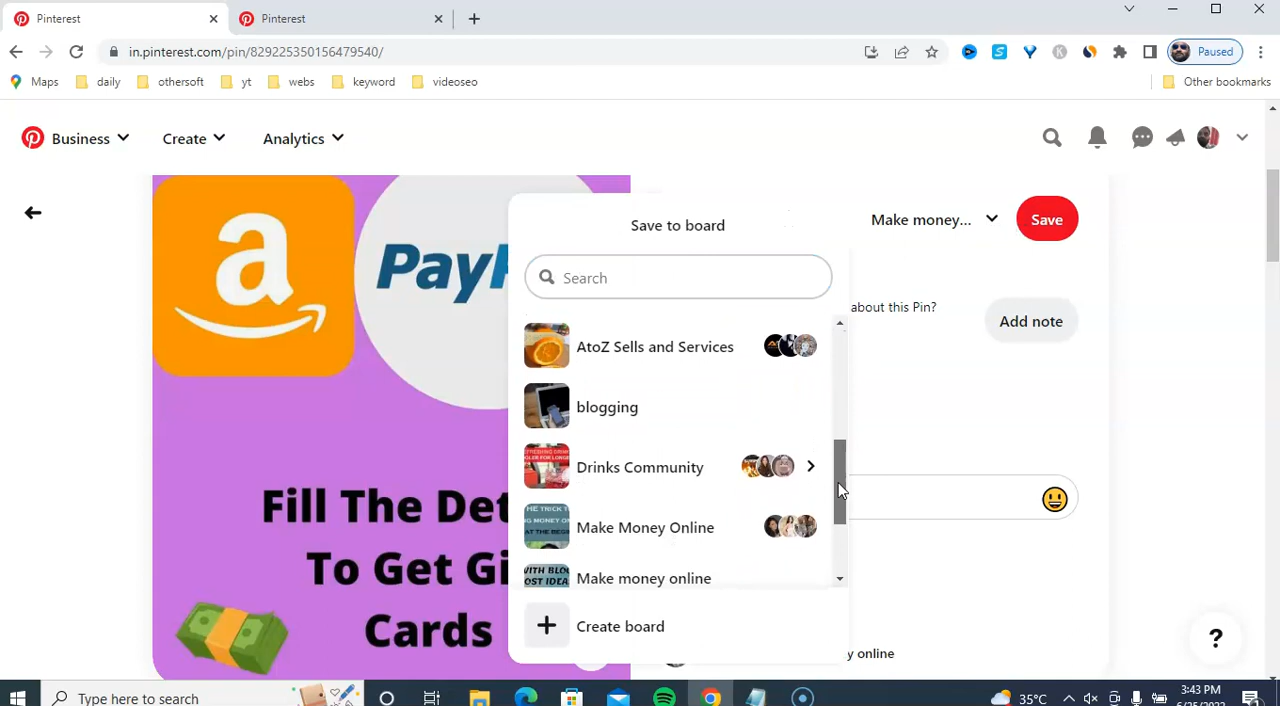 Pinterest
Pinterest
in.pinterest.com/pin/829225350156479540/
Paused
Maps
daily
othersoft
yt
webs
keyword
videoseo
Other bookmarks
Business
Create
Analytics
a
Save to board
Make money...
Save
Search
PayP
about this Pin?
Add note
AtoZ Sells and Services
blogging
Drinks Community
Make Money Online
Make money online
Create board
Fill The Det
To Get Gi
Cards
y online
?
Type here to search
35°C
3:43 PM